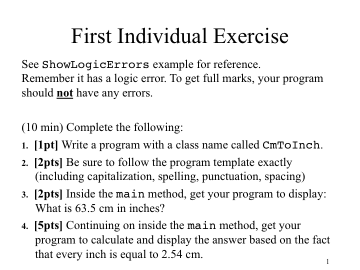 First Individual Exercise
See ShowLogicErrors example for reference.
Remember it has a logic error. To get full marks, your program
should not have any errors.
(10 min) Complete the following:
1. [1pt] Write a program with a class name called CmToInch.
2. [2pts] Be sure to follow the program template exactly
(including capitalization, spelling, punctuation, spacing)
3. [2pts] Inside the main method, get your program to display:
What is 63.5 cm in inches?
4. [5pts] Continuing on inside the main method, get your
program to calculate and display the answer based on the fact
that every inch is equal to 2.54 cm.
1